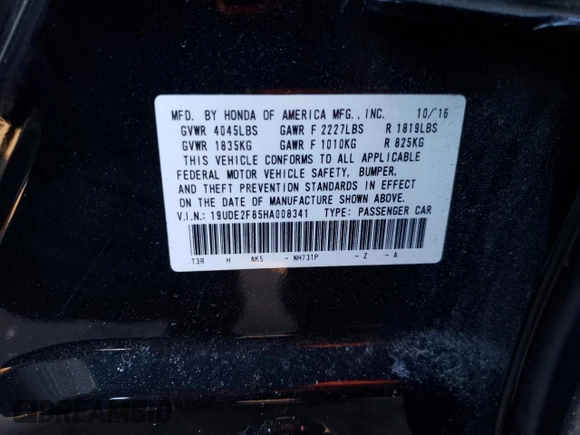 MFD. BY HONDA OF AMERICA MFG., INC. 10/'16
GVWR 4045LBS GAWR F 2227LBS R 1819LBS
GVWR 1835KG GAWR F 1010KG R 825KG
THIS VEHICLE CONFORMS TO ALL APPLICABLE
FEDERAL MOTOR VEHICLE SAFETY, BUMPER,
AND THEFT PREVENTION STANDARDS IN EFFECT
ON THE DATE OF MANUFACTURE SHOWN ABOVE.
V.I.N.: 19UDE2F85HA008341 TYPE: PASSENGER CAR
T3R H AK5 - NH731P - Z - A
DREAMBID